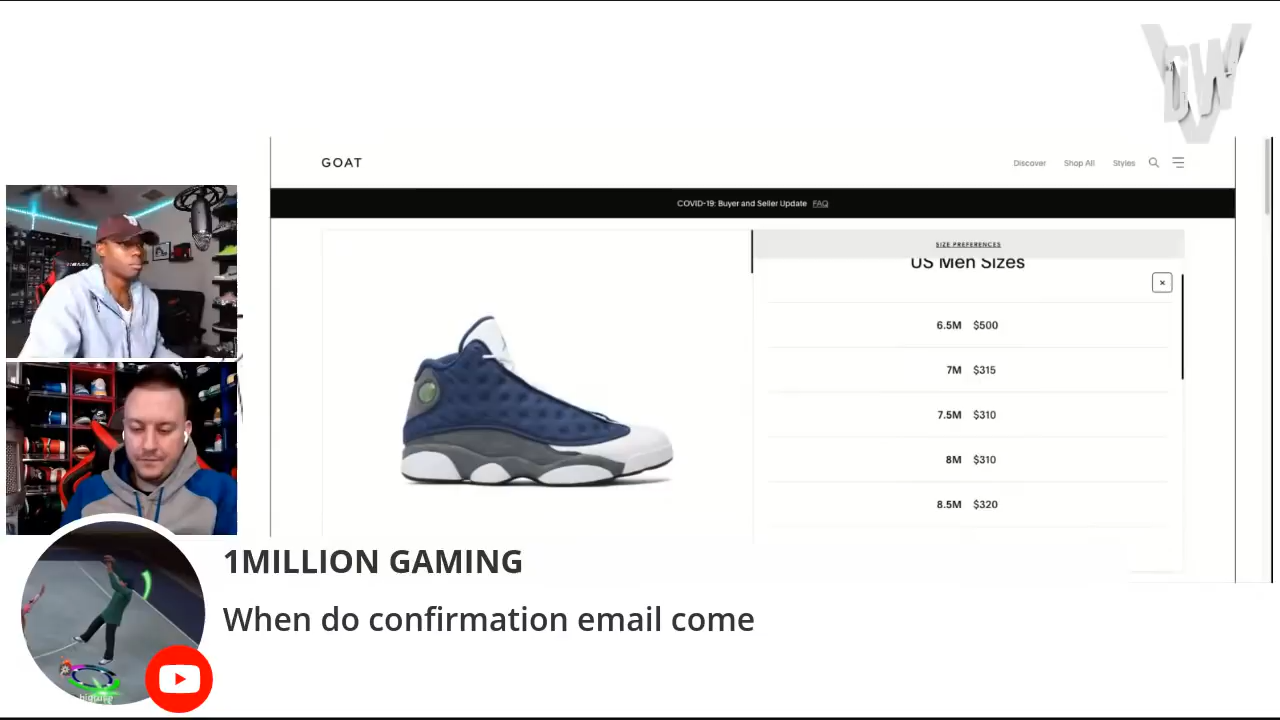 DWV
GOAT
Discover
Shop All
Styles
COVID-19: Buyer and Seller Update FAQ
SIZE PREFERENCES
US Men Sizes
×
6.5M $500
7M $315
7.5M $310
8M $310
8.5M $320
1MILLION GAMING
When do confirmation email come